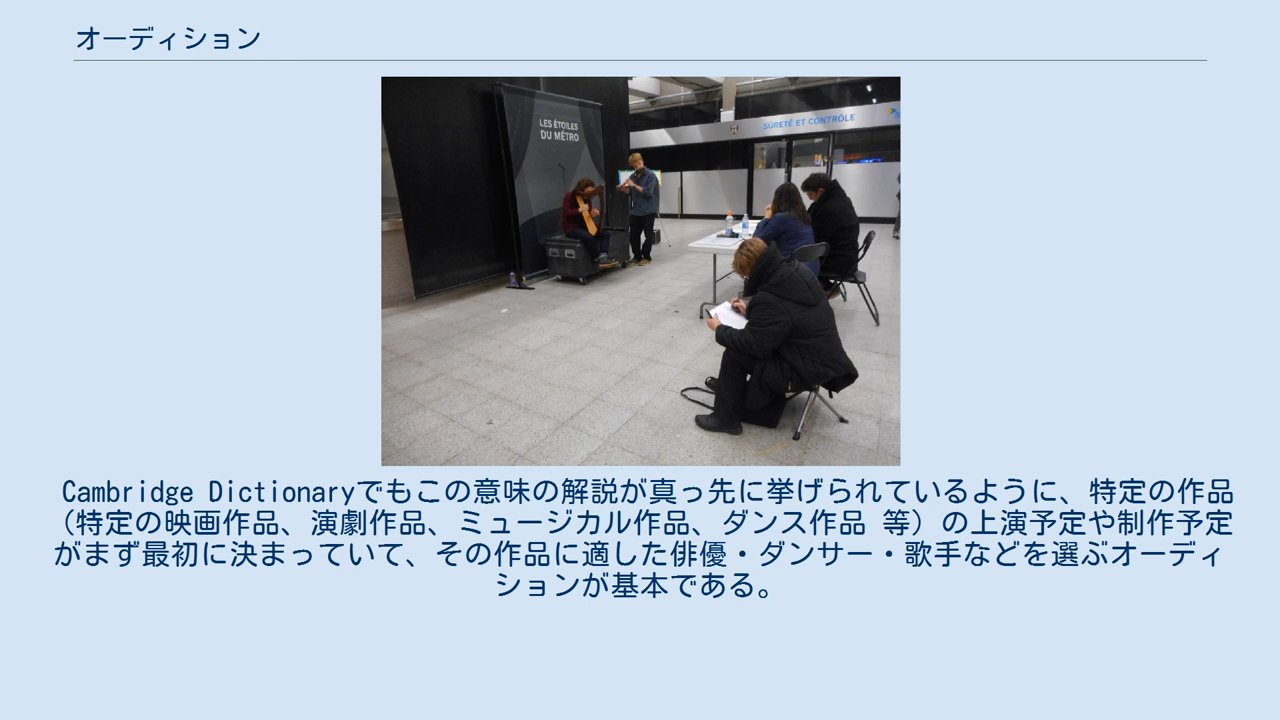 オーディション
LES ÉTOILES
DU MÉTRO
SÛRETÉ ET CONTRÔLE
Cambridge Dictionaryでもこの意味の解説が真っ先に挙げられているように、特定の作品
（特定の映画作品、演劇作品、ミュージカル作品、ダンス作品 等）の上演予定や制作予定
がまず最初に決まっていて、その作品に適した俳優・ダンサー・歌手などを選ぶオーディ
ションが基本である。